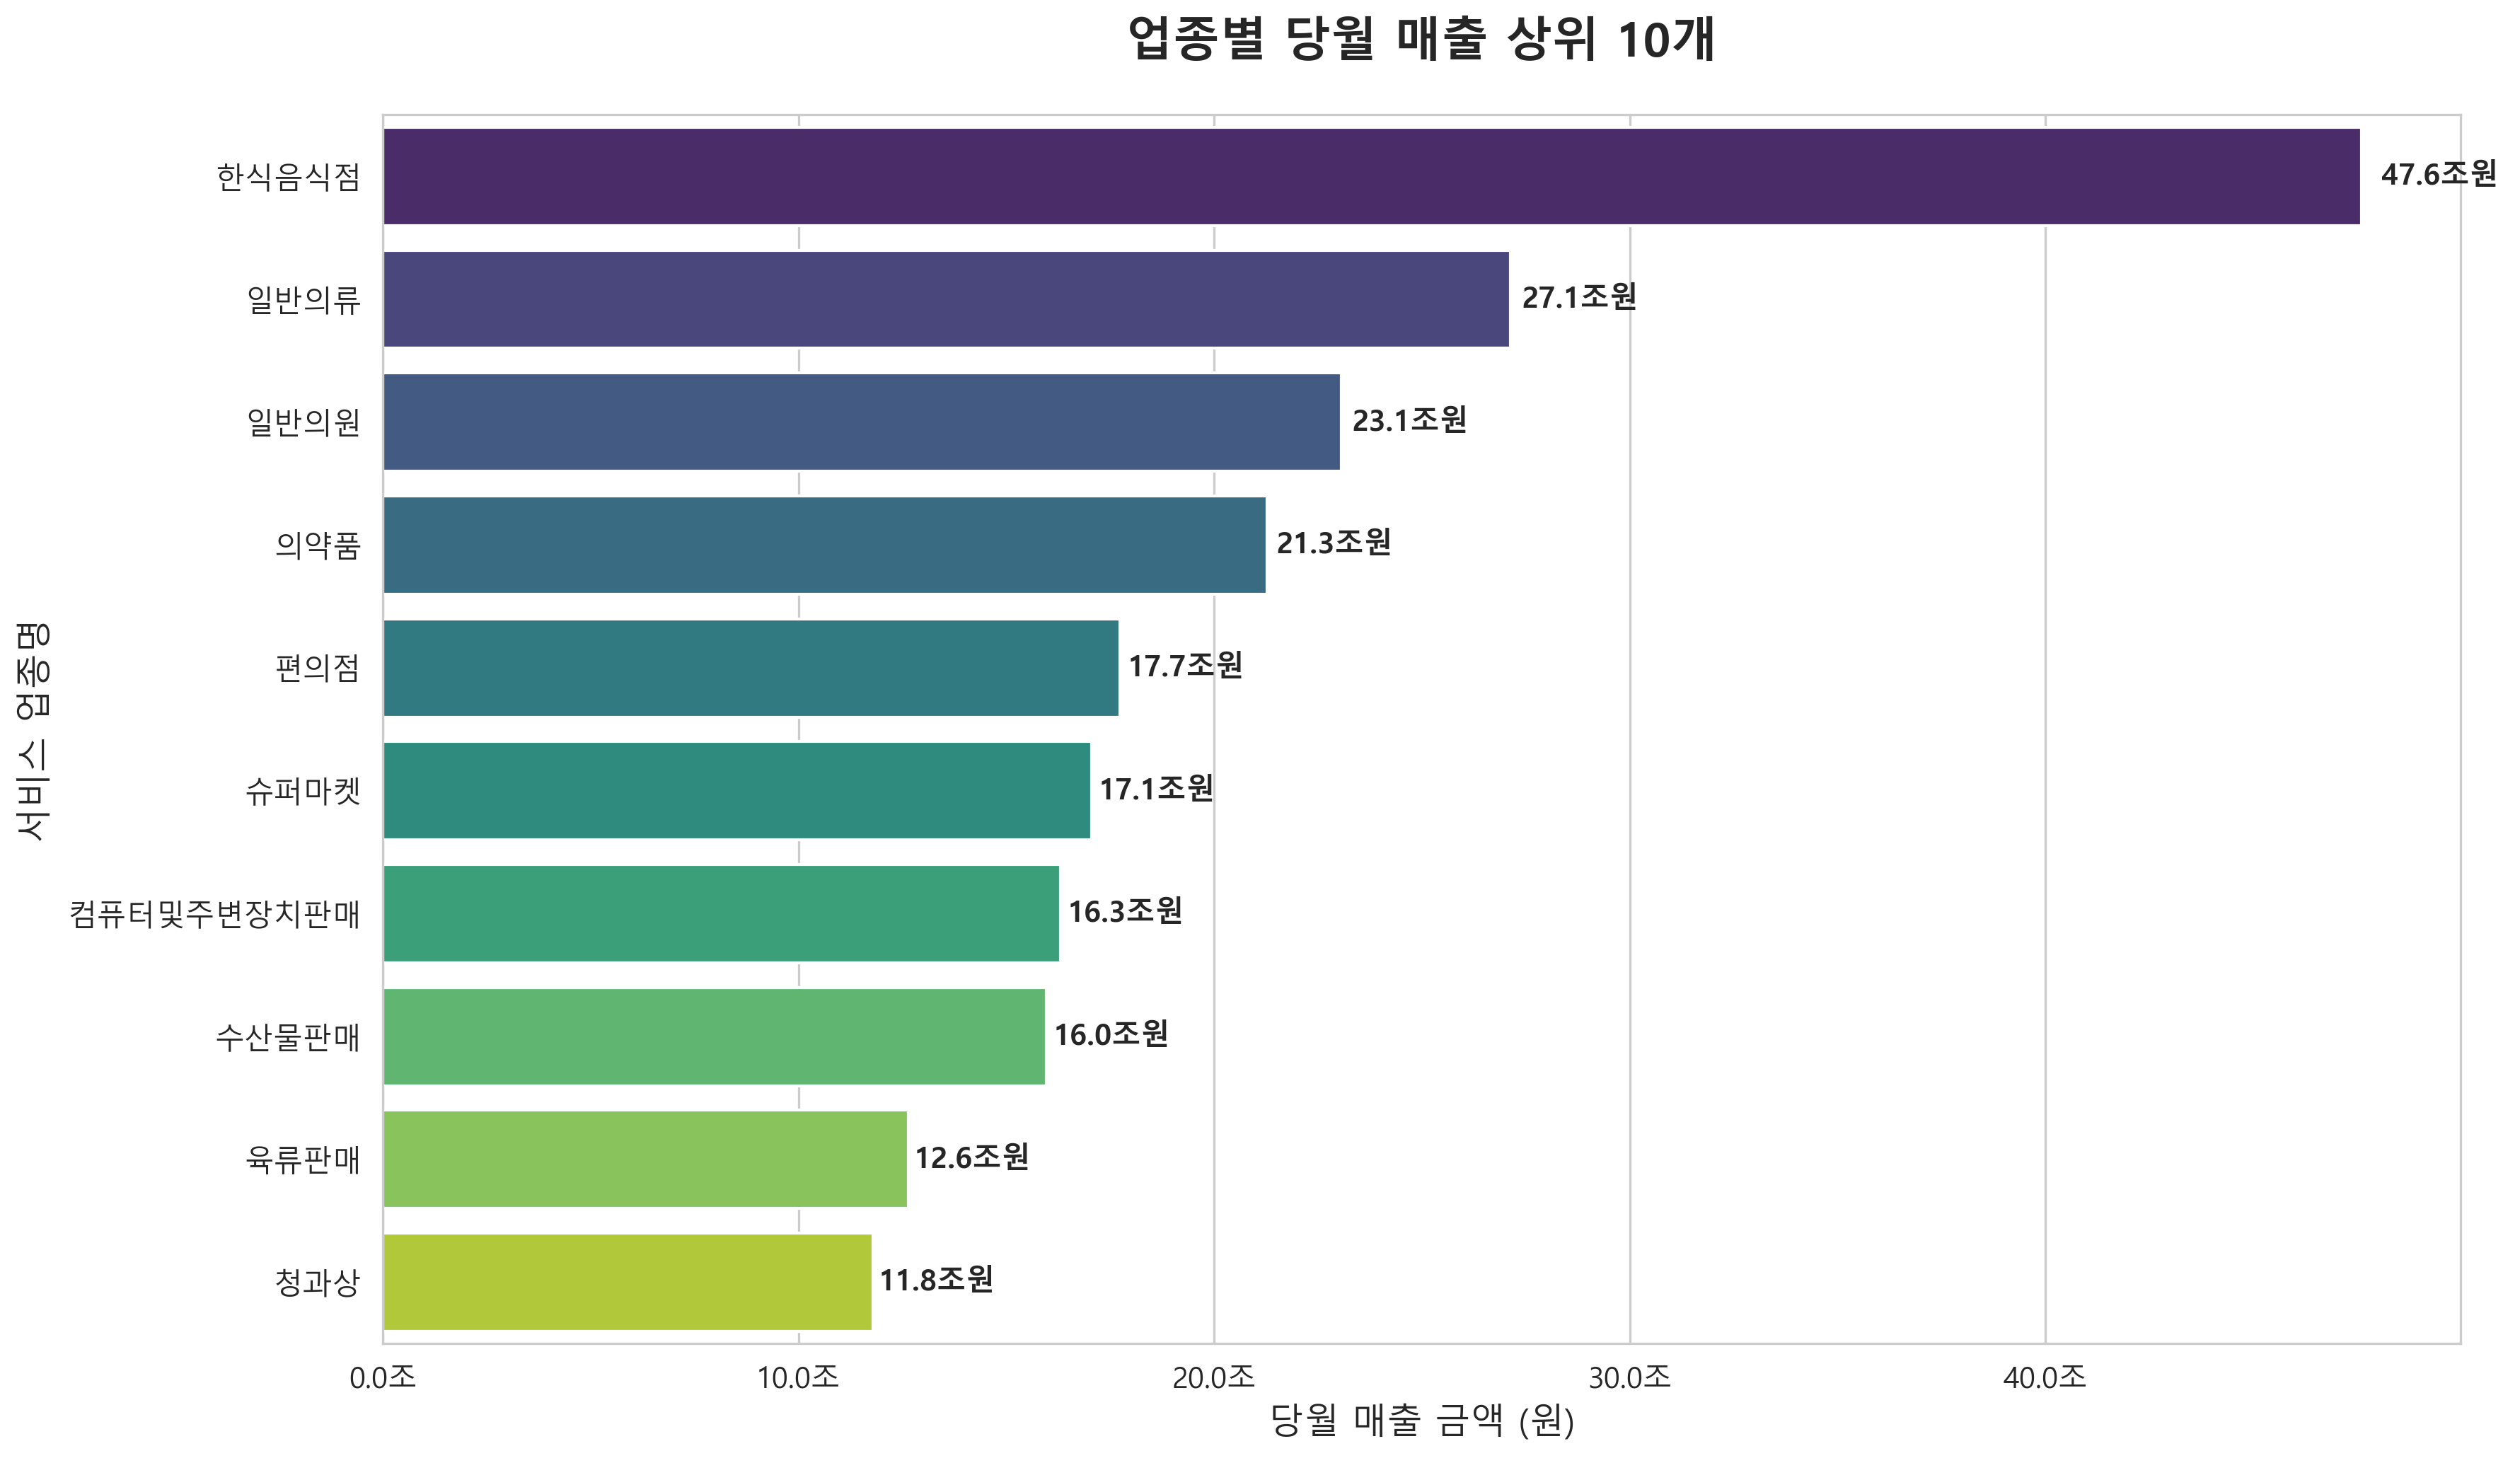 업종별 당월 매출 상위 10개
서비스 업종명
한식음식점 47.6조원
일반의류 27.1조원
일반의원 23.1조원
의약품 21.3조원
편의점 17.7조원
슈퍼마켓 17.1조원
컴퓨터및주변장치판매 16.3조원
수산물판매 16.0조원
육류판매 12.6조원
청과상 11.8조원
0.0조 10.0조 20.0조 30.0조 40.0조
당월 매출 금액 (원)